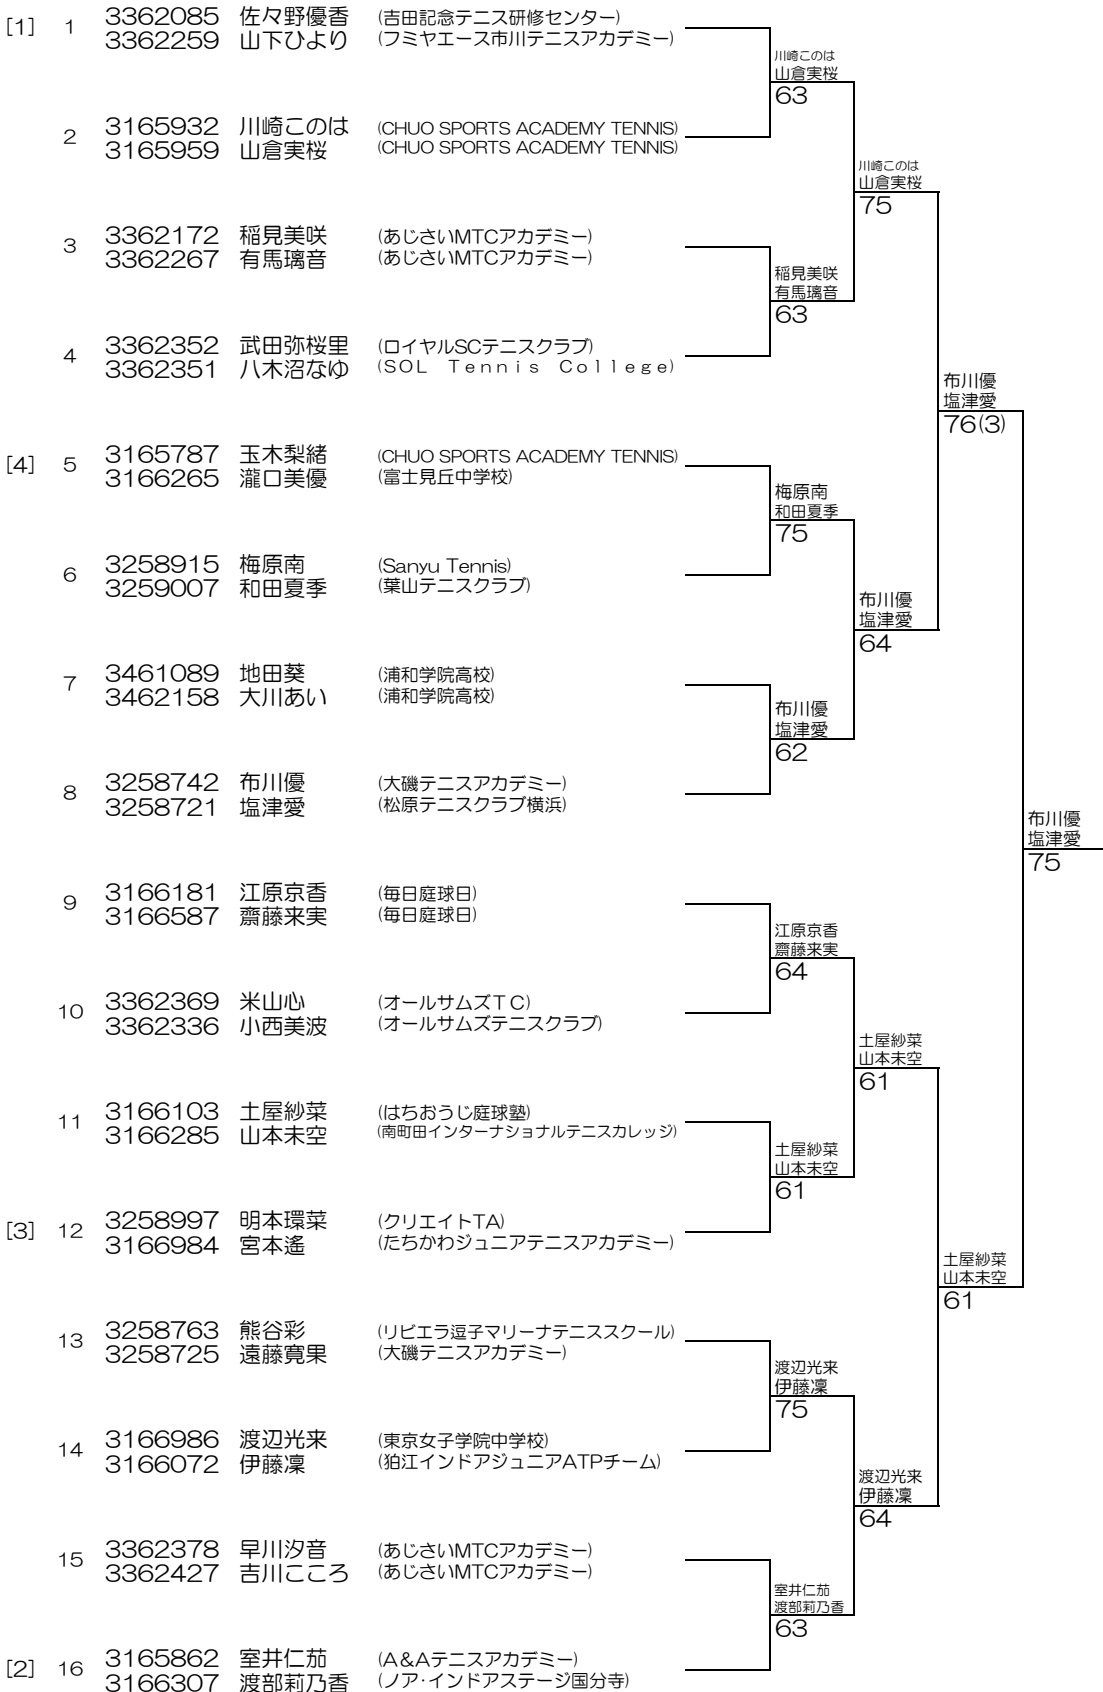 [1] 1 3362085 佐々野優香 (吉田記念テニス研修センター)
3362259 山下ひより (フミヤエース市川テニスアカデミー)
川崎このは
山倉実桜
63
2 3165932 川崎このは (CHUO SPORTS ACADEMY TENNIS)
3165959 山倉実桜 (CHUO SPORTS ACADEMY TENNIS)
川崎このは
山倉実桜
75
3 3362172 稲見美咲 (あじさいMTCアカデミー)
3362267 有馬璃音 (あじさいMTCアカデミー)
稲見美咲
有馬璃音
63
4 3362352 武田弥桜里 (ロイヤルSCテニスクラブ)
3362351 八木沼なゆ (SOL Tennis College)
布川優
塩津愛
76(3)
[4] 5 3165787 玉木梨緒 (CHUO SPORTS ACADEMY TENNIS)
3166265 瀧口美優 (富士見丘中学校)
梅原南
和田夏季
75
6 3258915 梅原南 (Sanyu Tennis)
3259007 和田夏季 (葉山テニスクラブ)
布川優
塩津愛
64
7 3461089 地田葵 (浦和学院高校)
3462158 大川あい (浦和学院高校)
布川優
塩津愛
62
8 3258742 布川優 (大磯テニスアカデミー)
3258721 塩津愛 (松原テニスクラブ横浜)
布川優
塩津愛
75
9 3166181 江原京香 (毎日庭球日)
3166587 齋藤来実 (毎日庭球日)
江原京香
齋藤来実
64
10 3362369 米山心 (オールサムズTC)
3362336 小西美波 (オールサムズテニスクラブ)
土屋紗菜
山本未空
61
11 3166103 土屋紗菜 (はちおうじ庭球塾)
3166285 山本未空 (南町田インターナショナルテニスカレッジ)
土屋紗菜
山本未空
61
[3] 12 3258997 明本環菜 (クリエイトTA)
3166984 宮本遙 (たちかわジュニアテニスアカデミー)
土屋紗菜
山本未空
61
13 3258763 熊谷彩 (リビエラ逗子マリーナテニススクール)
3258725 遠藤寛果 (大磯テニスアカデミー)
渡辺光来
伊藤凜
75
14 3166986 渡辺光来 (東京女子学院中学校)
3166072 伊藤凜 (狛江インドアジュニアATPチーム)
渡辺光来
伊藤凜
64
15 3362378 早川汐音 (あじさいMTCアカデミー)
3362427 吉川こころ (あじさいMTCアカデミー)
室井仁茄
渡部莉乃香
63
[2] 16 3165862 室井仁茄 (A&Aテニスアカデミー)
3166307 渡部莉乃香 (ノア・インドアステージ国分寺)